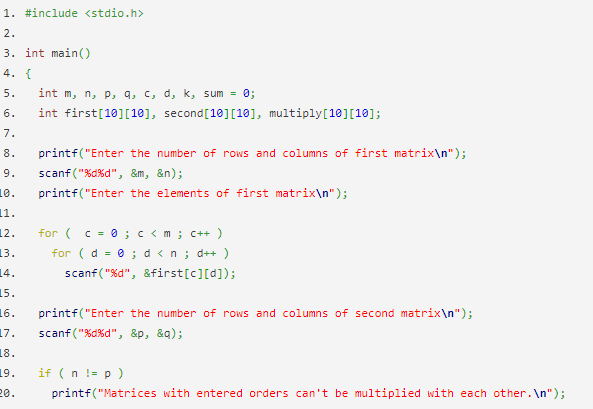 1. #include <stdio.h>
2.
3. int main()
4. {
5. int m, n, p, q, c, d, k, sum = 0;
6. int first[10][10], second[10][10], multiply[10][10];
7.
8. printf("Enter the number of rows and columns of first matrix\n");
9. scanf("%d%d", &m, &n);
10. printf("Enter the elements of first matrix\n");
11.
12. for ( c = 0 ; c < m ; c++ )
13. for ( d = 0 ; d < n ; d++ )
14. scanf("%d", &first[c][d]);
15.
16. printf("Enter the number of rows and columns of second matrix\n");
17. scanf("%d%d", &p, &q);
18.
19. if ( n != p )
20. printf("Matrices with entered orders can't be multiplied with each other.\n");